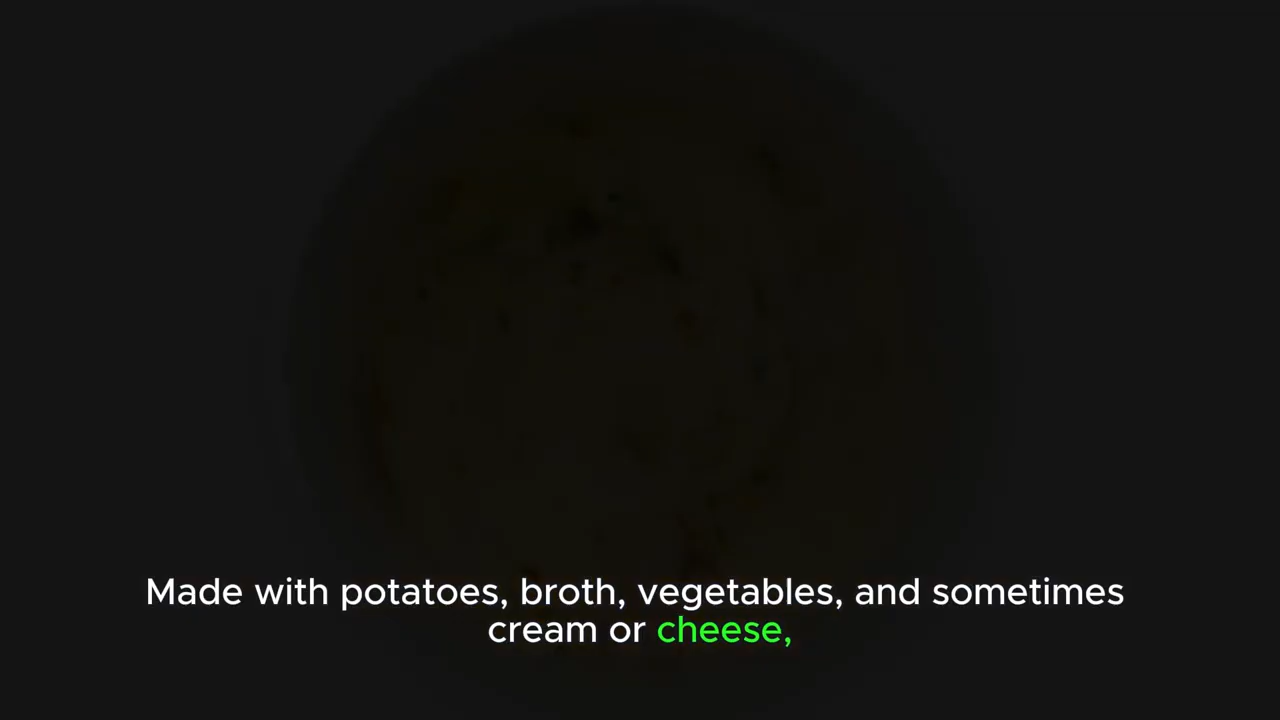 Made with potatoes, broth, vegetables, and sometimes
cream or cheese,